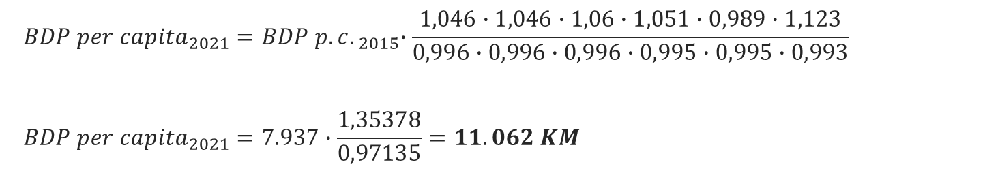 BDP per capita₂₀₂₁ = BDP p.c.₂₀₁₅ · 1,046 · 1,046 · 1,06 · 1,051 · 0,989 · 1,123 / 0,996 · 0,996 · 0,996 · 0,995 · 0,995 · 0,993
BDP per capita₂₀₂₁ = 7.937 · 1,35378 / 0,97135 = 11.062 KM